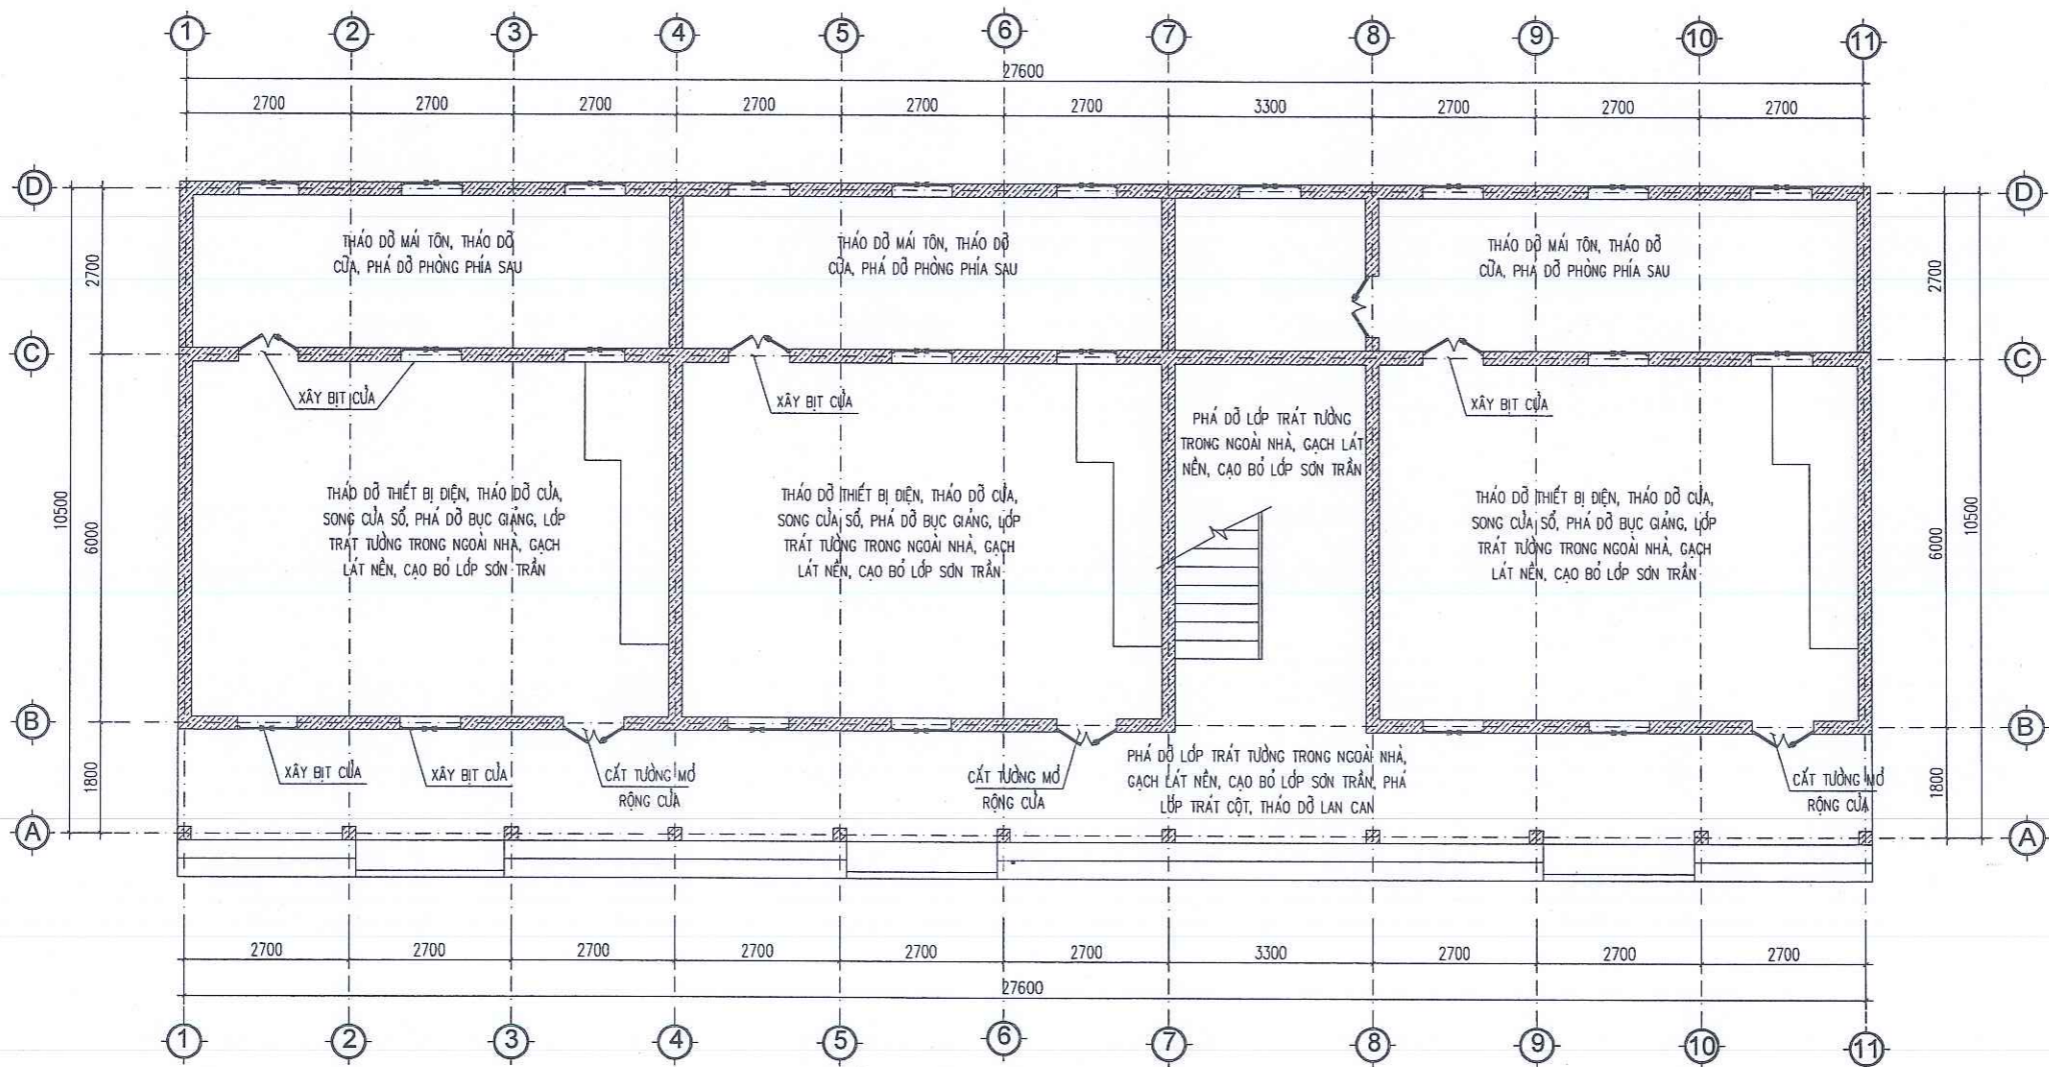 1 2 3 4 5 6 7 8 9 10 11
27600
2700 2700 2700 2700 2700 2700 3300 2700 2700 2700
D D
THÁO DỠ MÁI TÔN, THÁO DỠ
CỬA, PHÁ DỠ PHÒNG PHÍA SAU
THÁO DỠ MÁI TÔN, THÁO DỠ
CỬA, PHÁ DỠ PHÒNG PHÍA SAU
THÁO DỠ MÁI TÔN, THÁO DỠ
CỬA, PHÁ DỠ PHÒNG PHÍA SAU
2700 2700
C C
XÂY BỊT CỬA
XÂY BỊT CỬA
XÂY BỊT CỬA
PHÁ DỠ LỚP TRÁT TƯỜNG
TRONG NGOÀI NHÀ, GẠCH LÁT
NỀN, CẠO BỎ LỚP SƠN TRẦN
10500 6000
THÁO DỠ THIẾT BỊ ĐIỆN, THÁO DỠ CỬA,
SONG CỬA SỔ, PHÁ DỠ BỤC GIẢNG, LỚP
TRÁT TƯỜNG TRONG NGOÀI NHÀ, GẠCH
LÁT NỀN, CẠO BỎ LỚP SƠN TRẦN
THÁO DỠ THIẾT BỊ ĐIỆN, THÁO DỠ CỬA,
SONG CỬA SỔ, PHÁ DỠ BỤC GIẢNG, LỚP
TRÁT TƯỜNG TRONG NGOÀI NHÀ, GẠCH
LÁT NỀN, CẠO BỎ LỚP SƠN TRẦN
THÁO DỠ THIẾT BỊ ĐIỆN, THÁO DỠ CỬA,
SONG CỬA SỔ, PHÁ DỠ BỤC GIẢNG, LỚP
TRÁT TƯỜNG TRONG NGOÀI NHÀ, GẠCH
LÁT NỀN, CẠO BỎ LỚP SƠN TRẦN
6000 10500
B B
XÂY BỊT CỬA
XÂY BỊT CỬA
CẮT TƯỜNG MỞ
RỘNG CỬA
CẮT TƯỜNG MỞ
RỘNG CỬA
PHÁ DỠ LỚP TRÁT TƯỜNG TRONG NGOÀI NHÀ,
GẠCH LÁT NỀN, CẠO BỎ LỚP SƠN TRẦN, PHÁ
LỚP TRÁT CỘT, THÁO DỠ LAN CAN
CẮT TƯỜNG MỞ
RỘNG CỬA
1800 1800
A A
2700 2700 2700 2700 2700 2700 3300 2700 2700 2700
27600
1 2 3 4 5 6 7 8 9 10 11